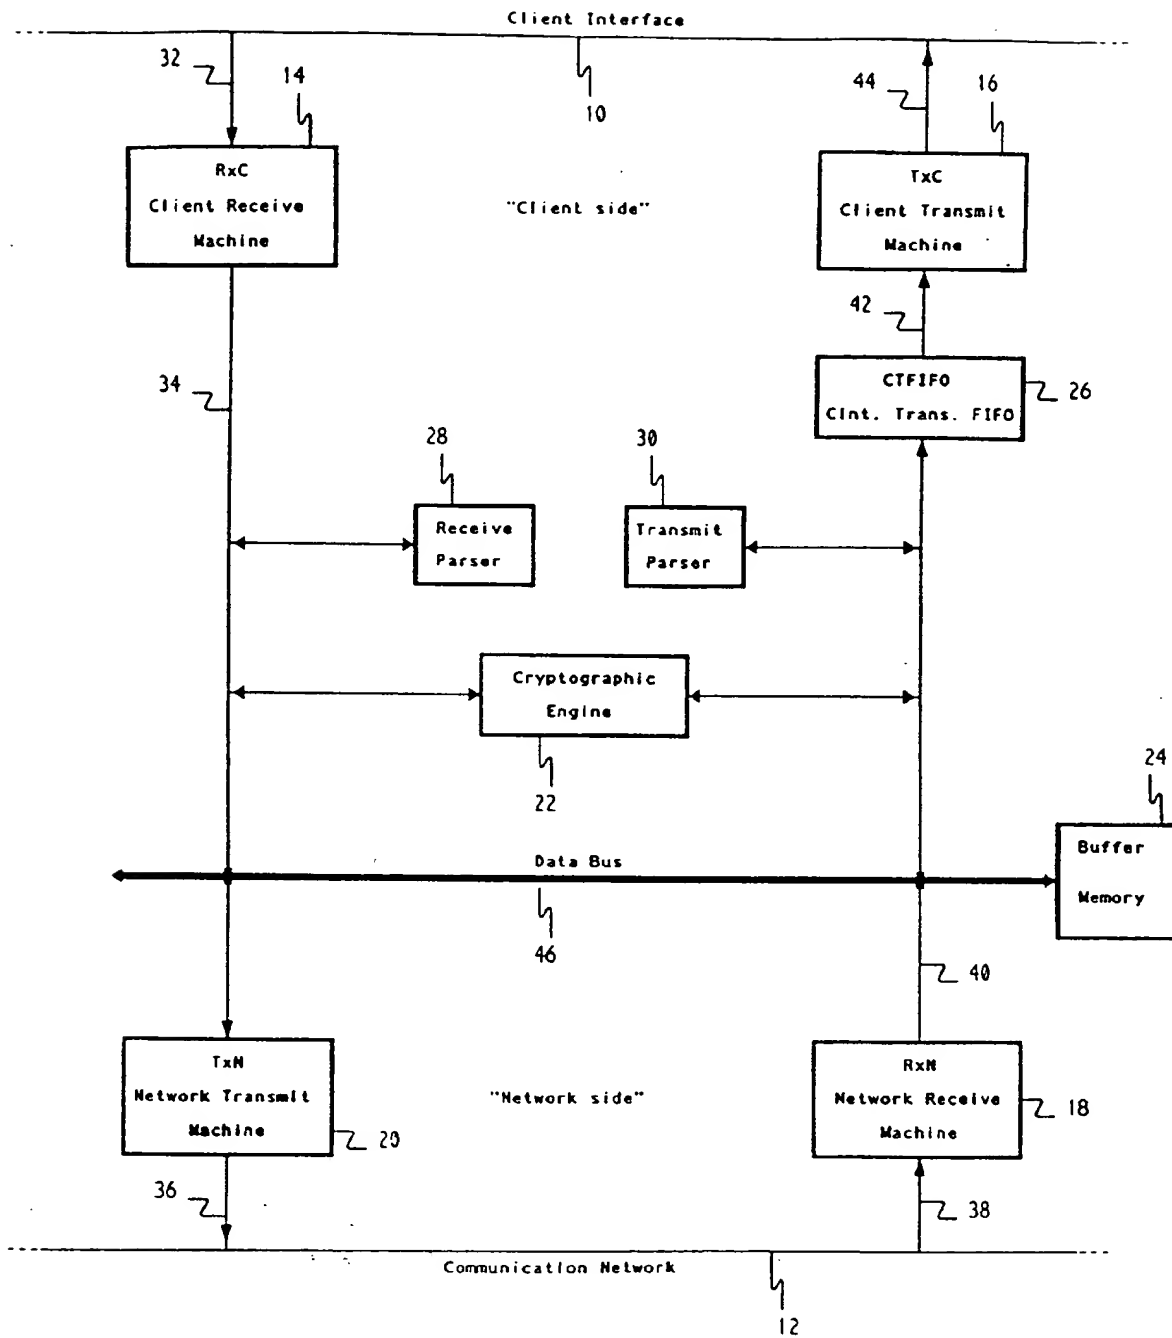 Client Interface
32
14
10
44
16
RxC
Client Receive
Machine
"Client side"
TxC
Client Transmit
Machine
42
34
CTFIFO
Clnt. Trans. FIFO
26
28
30
Receive
Parser
Transmit
Parser
Cryptographic
Engine
22
24
Buffer
Memory
Data Bus
46
40
TxN
Network Transmit
Machine
20
"Network side"
RxN
Network Receive
Machine
18
36
38
Communication Network
12